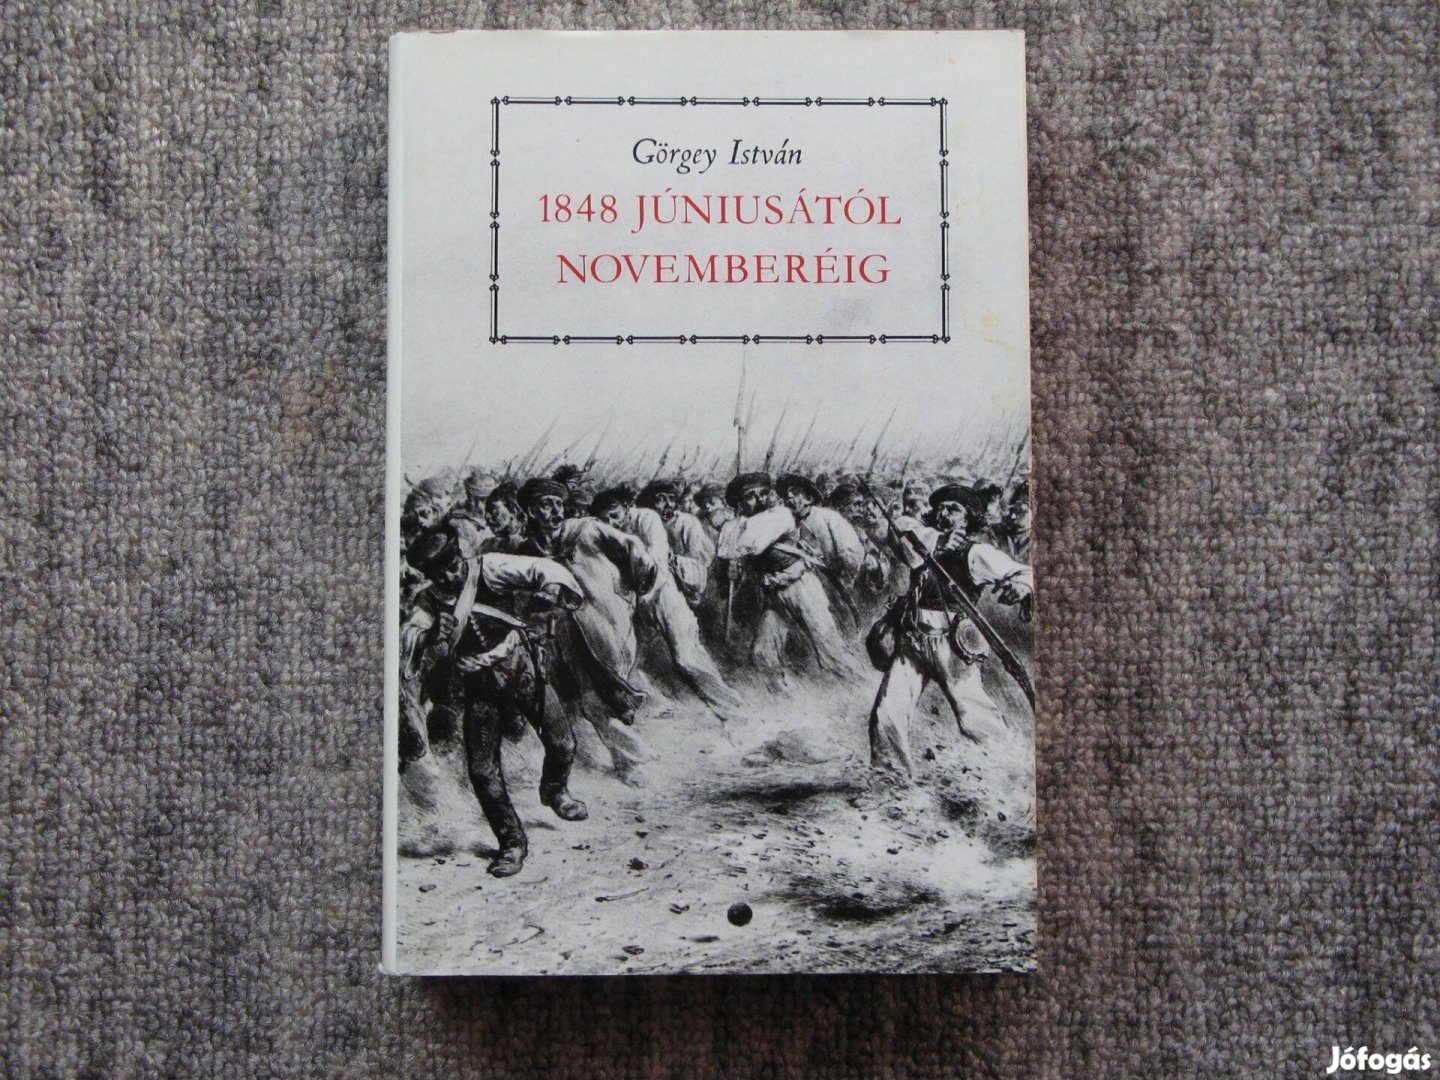 Görgey István
1848 JÚNIUSÁTÓL
NOVEMBERÉIG
Jófogás